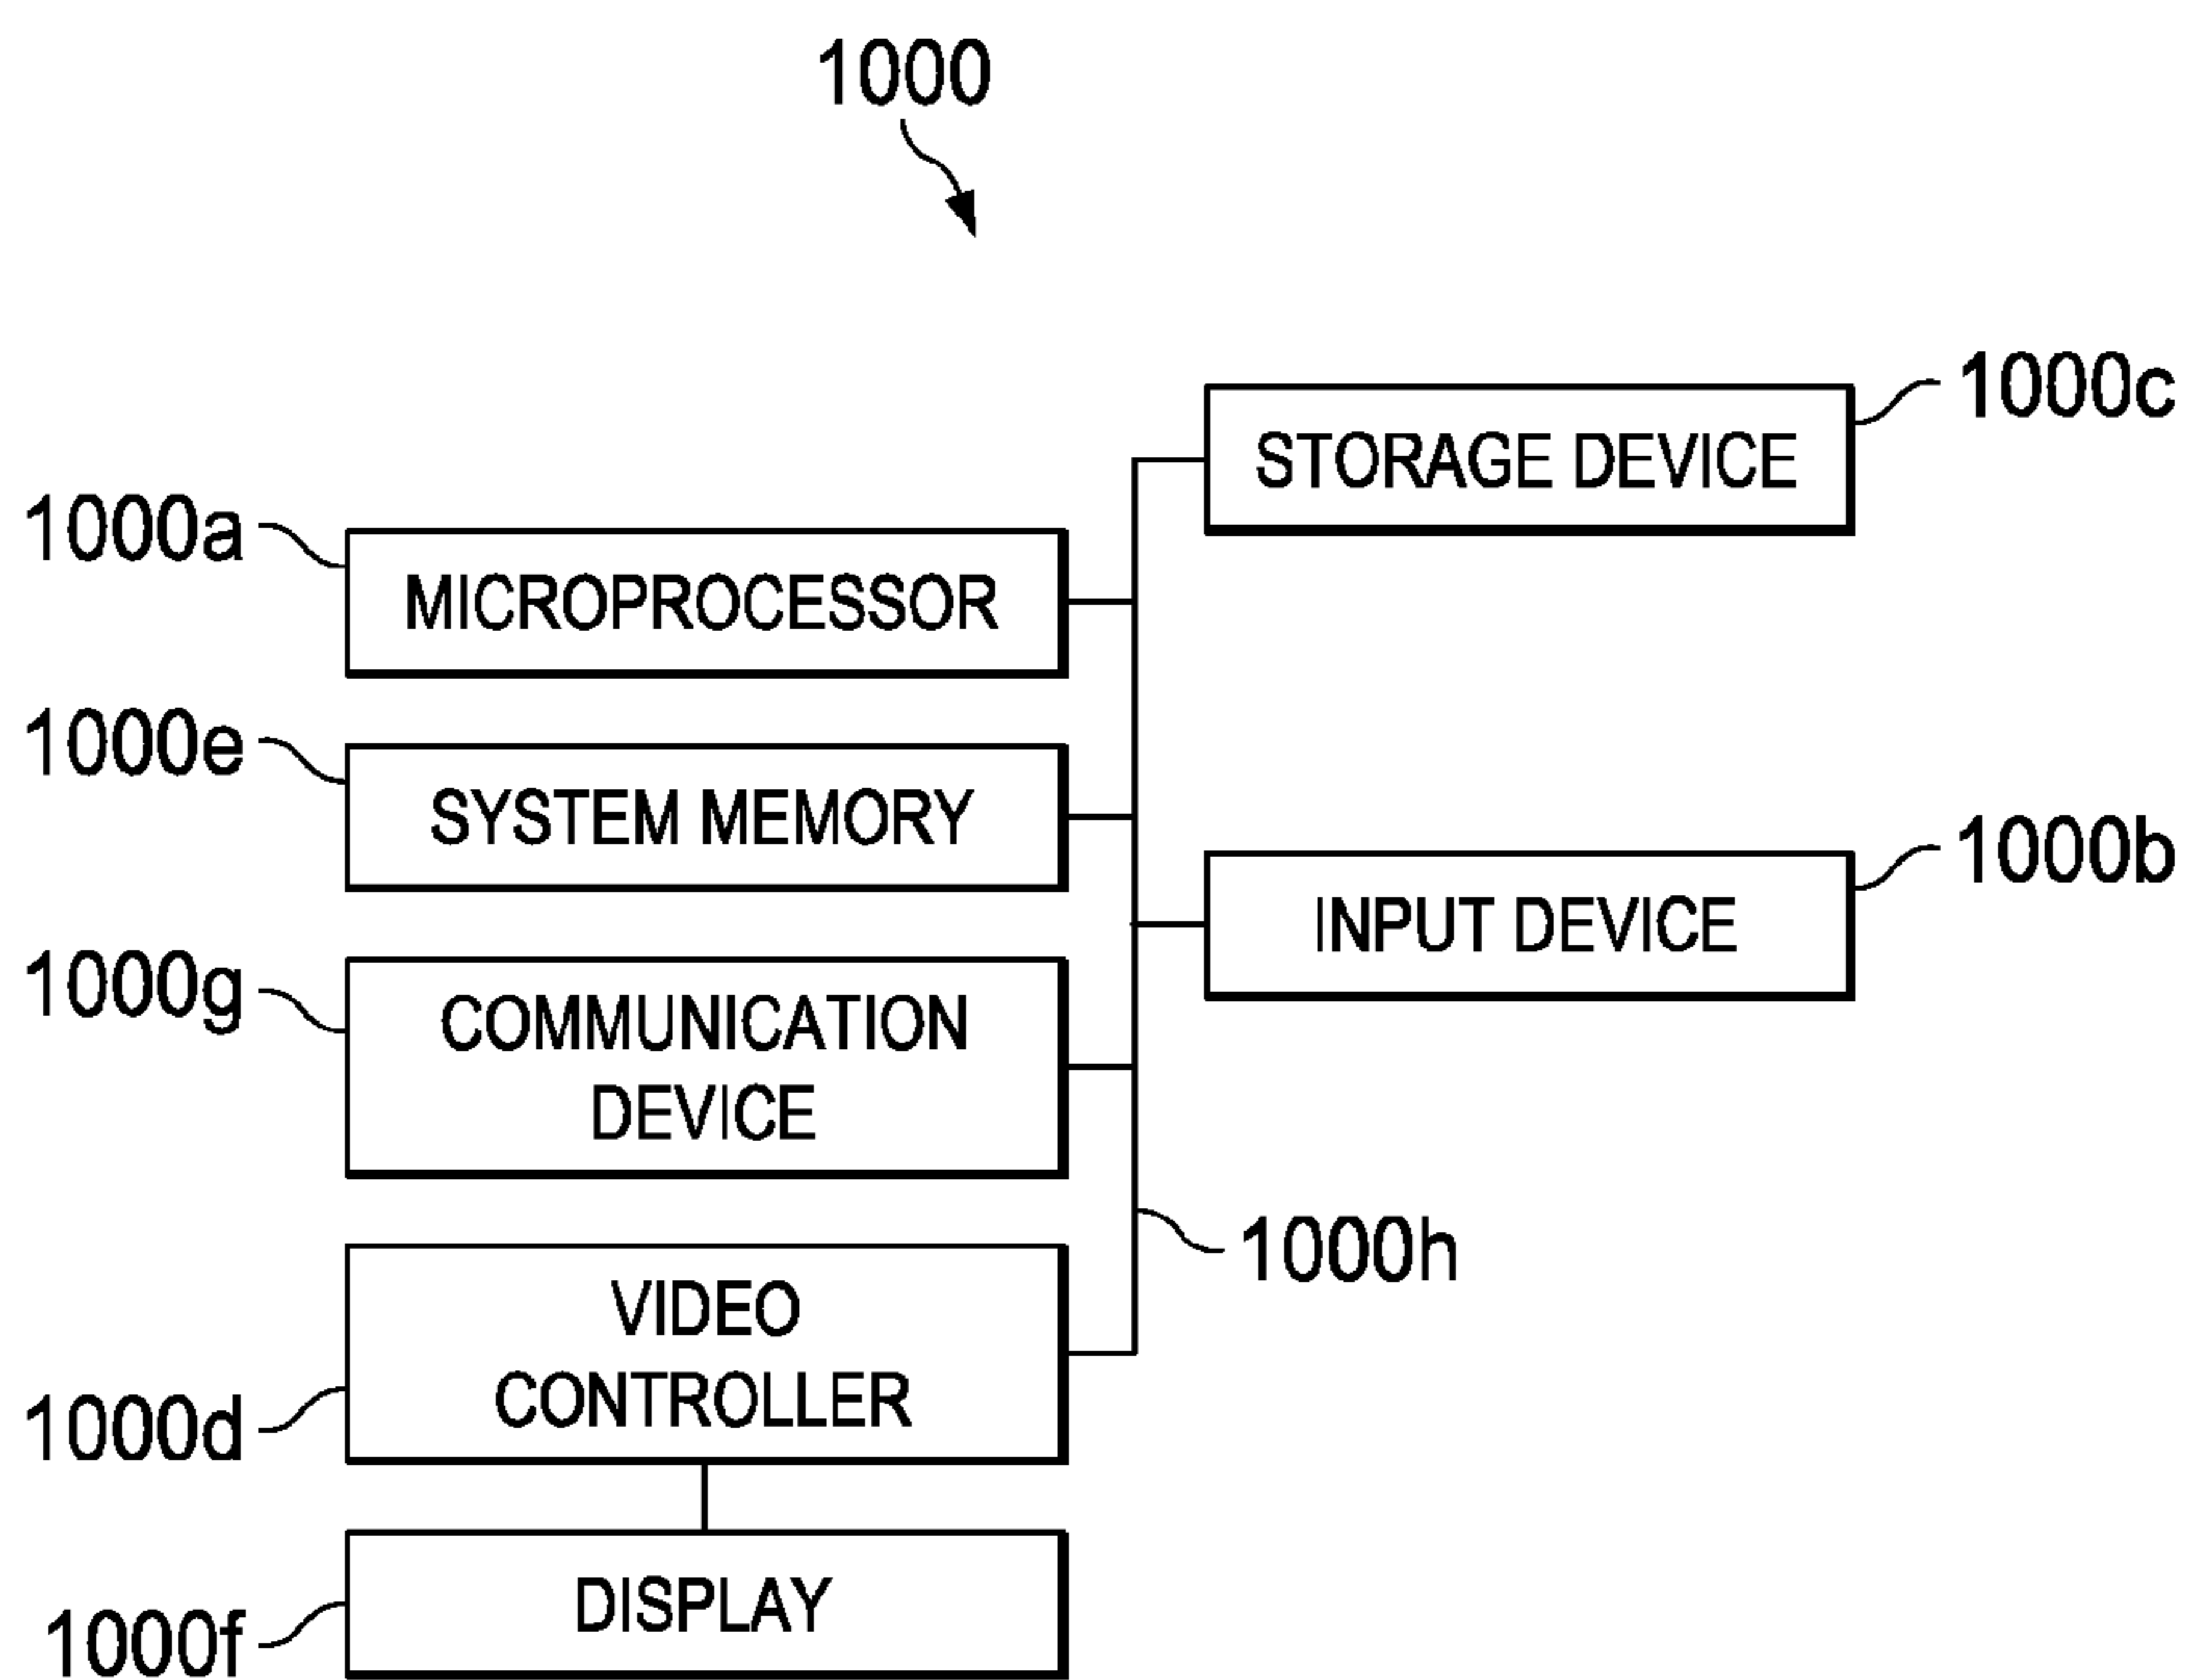 1000
1000c
STORAGE DEVICE
1000a
MICROPROCESSOR
1000e
SYSTEM MEMORY
1000b
INPUT DEVICE
1000g
COMMUNICATION
DEVICE
1000h
VIDEO
CONTROLLER
1000d
DISPLAY
1000f